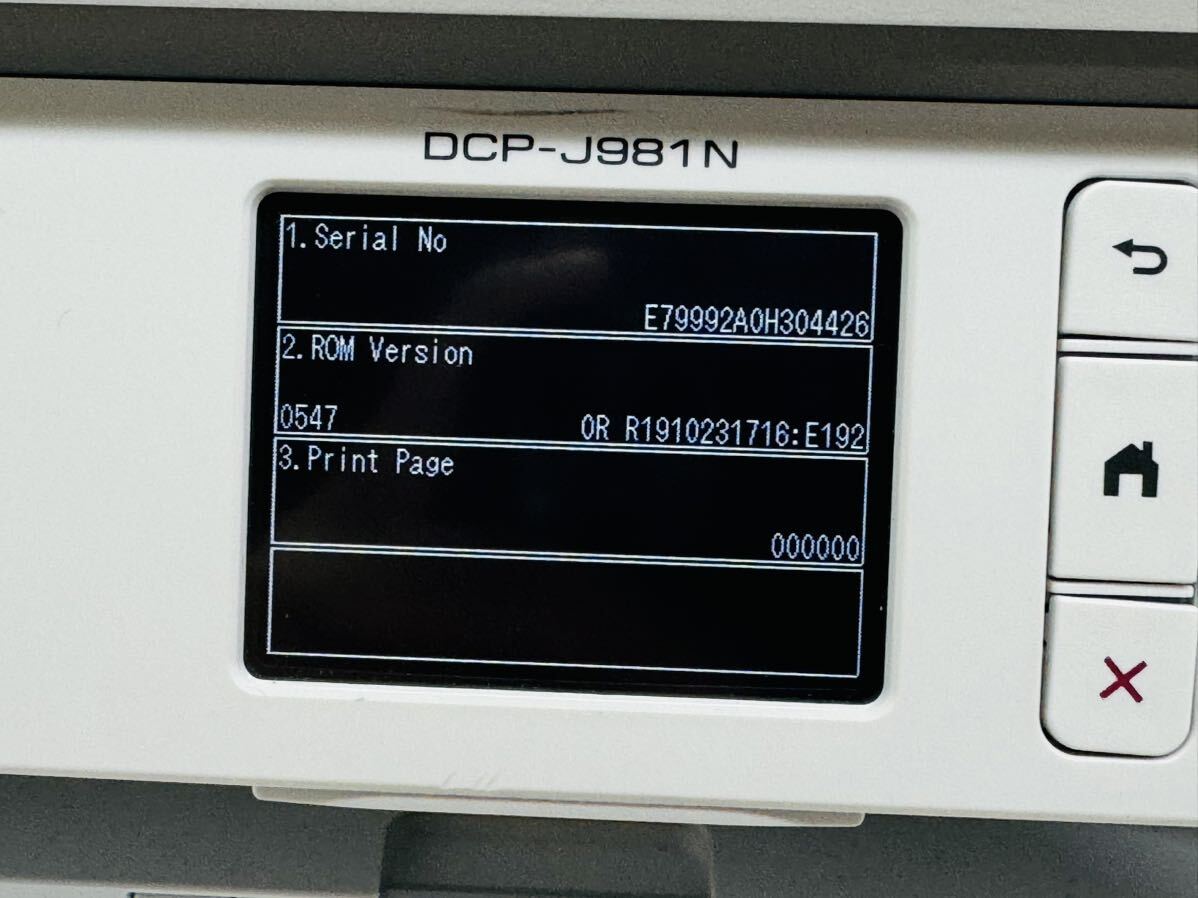 DCP-J981N
1.Serial No
E79992A0H304426
2.ROM Version
0547 0R R1910231716:E192
3.Print Page
000000